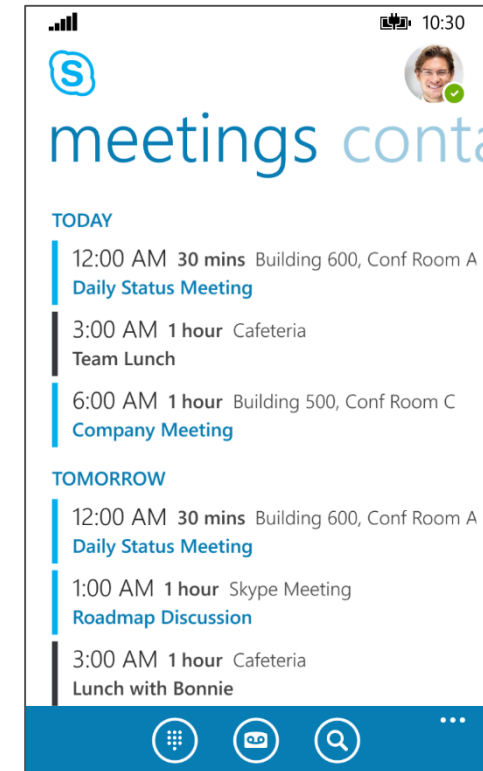 10:30
S
meetings conta
TODAY
12:00 AM 30 mins Building 600, Conf Room A
Daily Status Meeting
3:00 AM 1 hour Cafeteria
Team Lunch
6:00 AM 1 hour Building 500, Conf Room C
Company Meeting
TOMORROW
12:00 AM 30 mins Building 600, Conf Room A
Daily Status Meeting
1:00 AM 1 hour Skype Meeting
Roadmap Discussion
3:00 AM 1 hour Cafeteria
Lunch with Bonnie